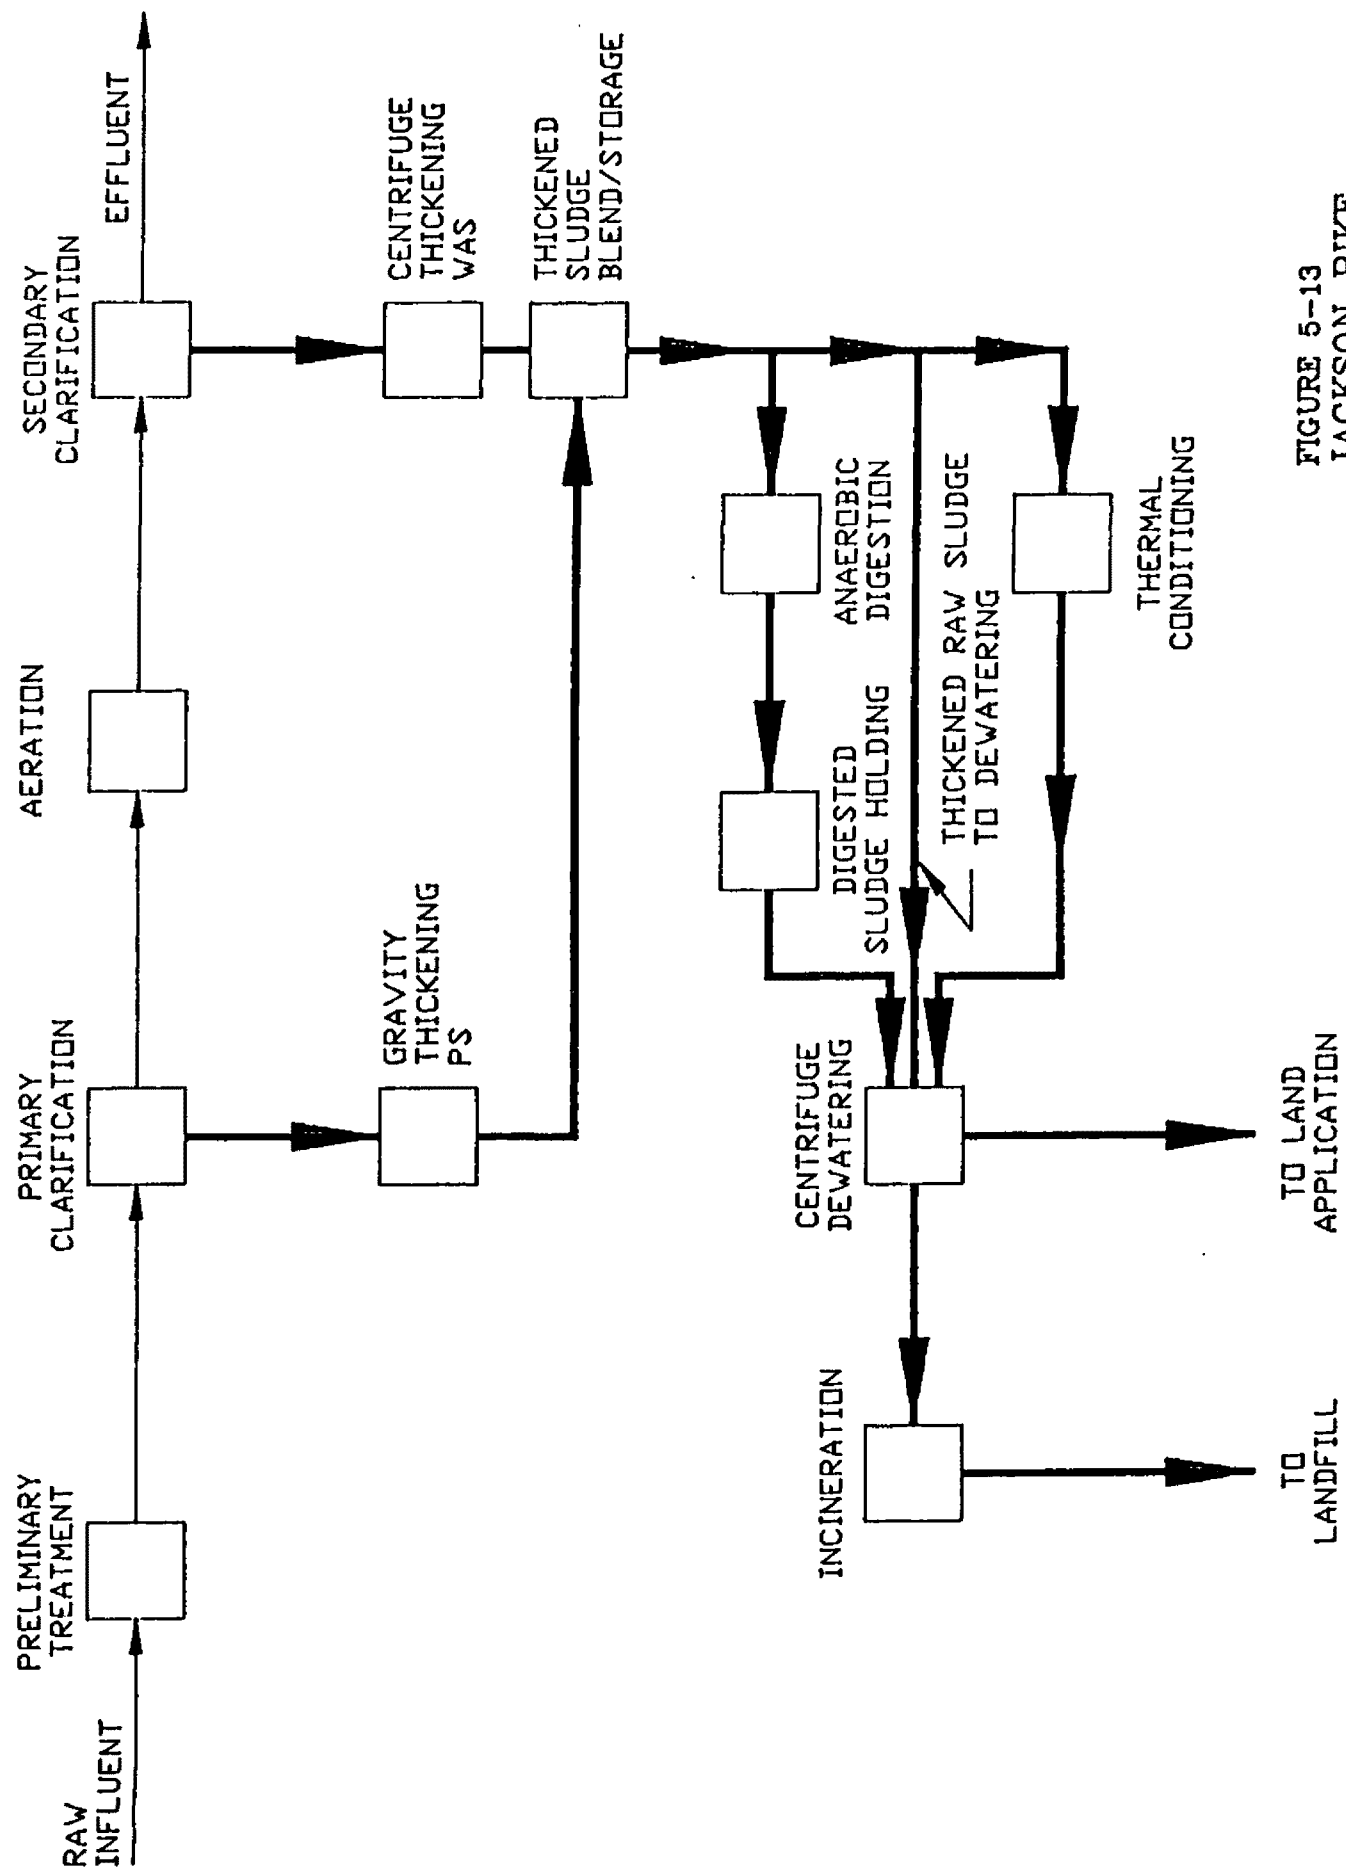 RAW
INFLUENT
PRELIMINARY
TREATMENT
PRIMARY
CLARIFICATION
AERATION
SECONDARY
CLARIFICATION
EFFLUENT
GRAVITY
THICKENING
PS
CENTRIFUGE
THICKENING
WAS
THICKENED
SLUDGE
BLEND/STORAGE
INCINERATION
CENTRIFUGE
DEWATERING
DIGESTED
SLUDGE HOLDING
ANAEROBIC
DIGESTION
THICKENED RAW SLUDGE
TO DEWATERING
THERMAL
CONDITIONING
TO
LANDFILL
TO LAND
APPLICATION
FIGURE 5-13
JACKSON PIKE